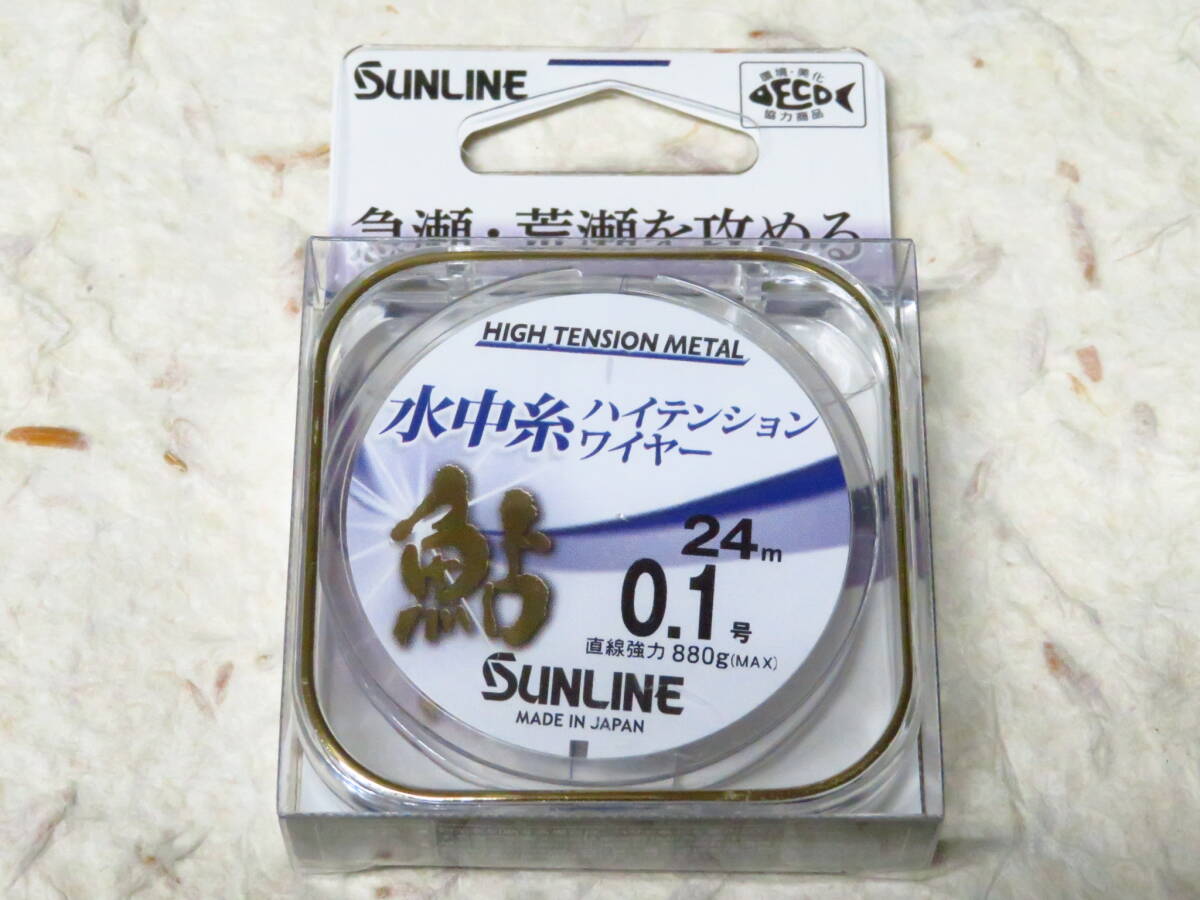 SUNLINE
環境・美化
ECO
協力商品
急瀬・荒瀬を攻める
HIGH TENSION METAL
水中糸 ハイテンション
ワイヤー
鮎
24m
0.1号
直線強力 880g(MAX)
SUNLINE
MADE IN JAPAN